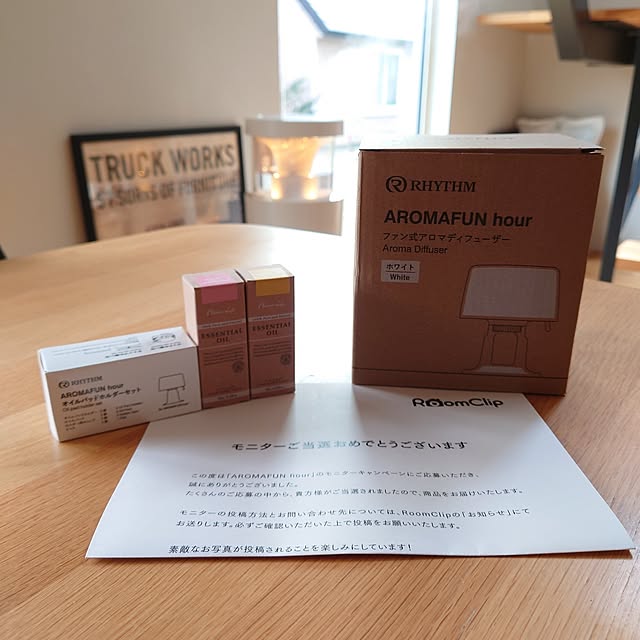 TRUCK WORKS
RHYTHM
AROMAFUN hour
ファン式アロマディフューザー
Aroma Diffuser
ホワイト
White
ESSENTIAL
OIL
ESSENTIAL
OIL
RHYTHM
AROMAFUN hour
オイルパッドホルダーセット
Oil pad holder set
RoomClip
モニターご当選おめでとうございます
この度は「AROMAFUN hour」のモニターキャンペーンにご応募いただき、
誠にありがとうございました。
たくさんのご応募の中から、貴方様がご当選されましたので、商品をお届けいたします。
モニターの投稿方法とお問い合わせ先については、RoomClipの「お知らせ」にて
お送りします。必ずご確認いただいた上で投稿をお願いいたします。
素敵なお写真が投稿されることを楽しみにしています!